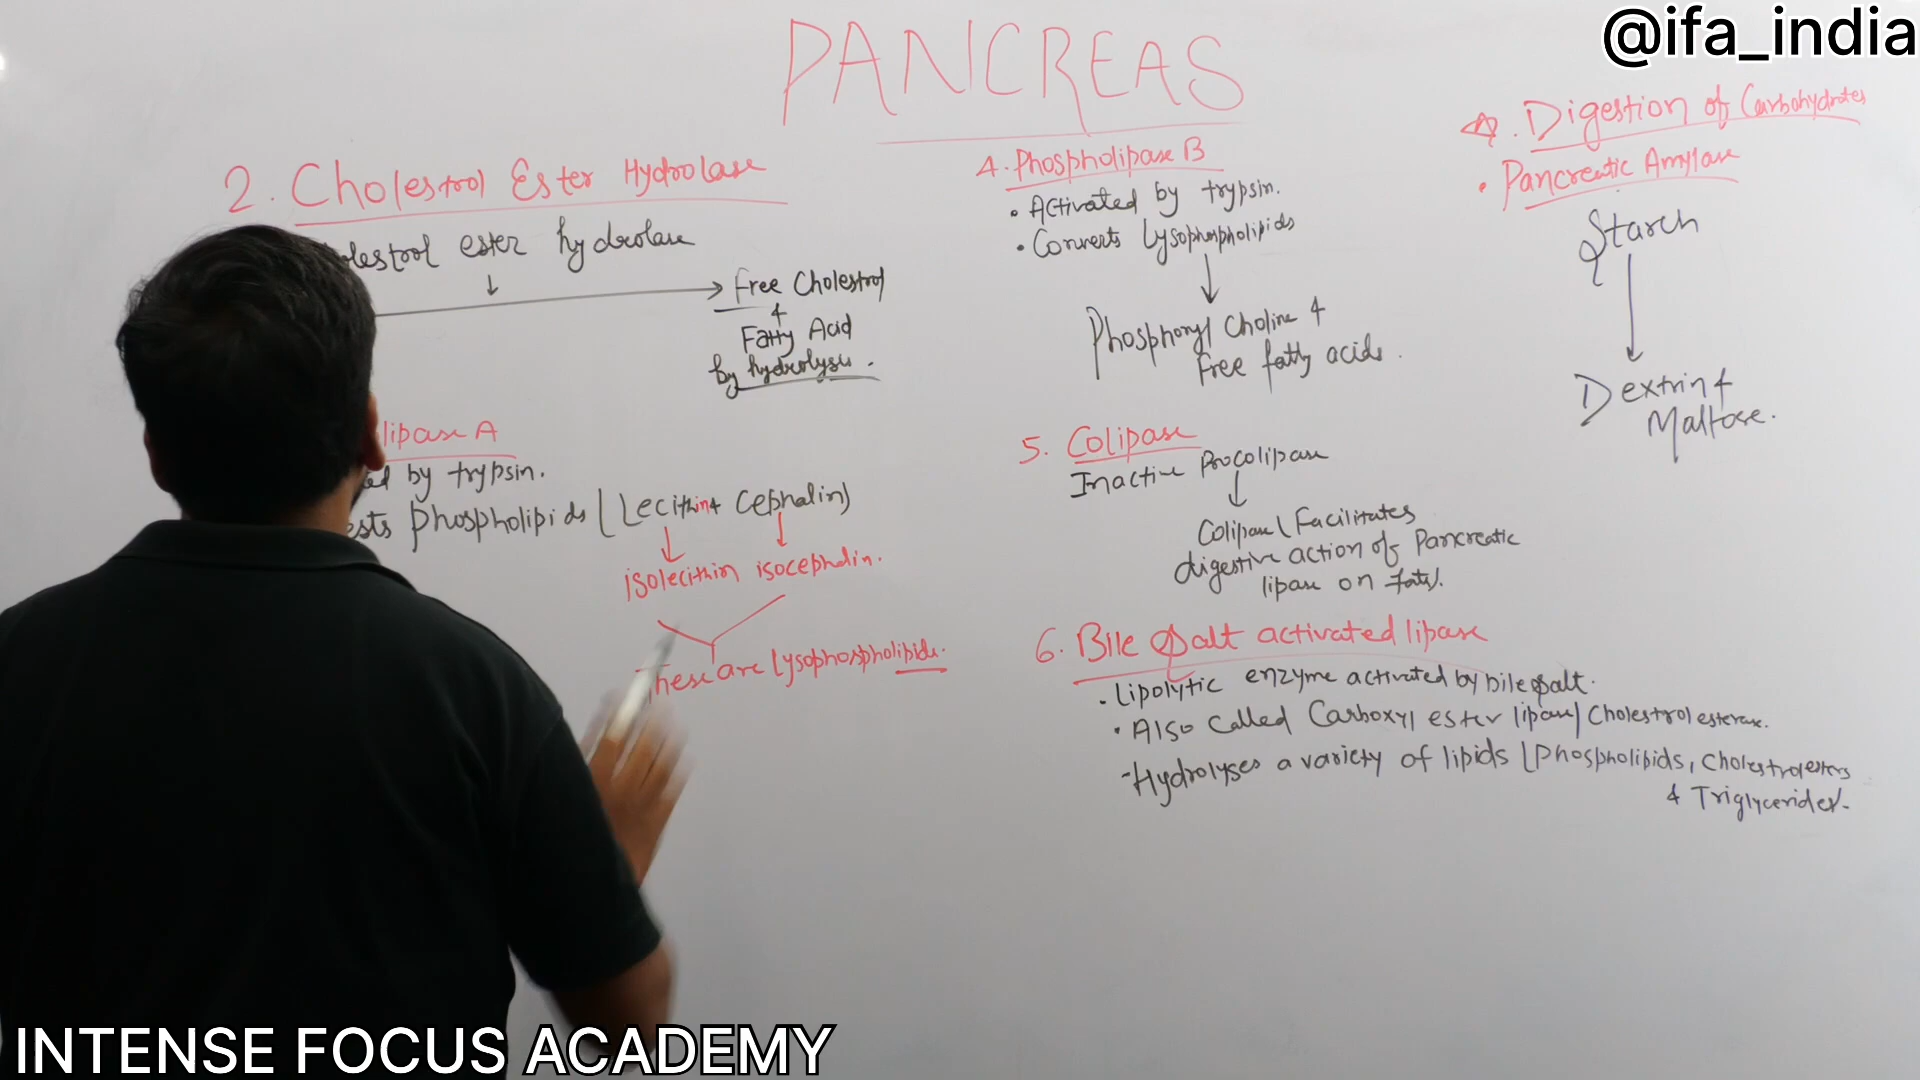 @ifa_india
PANCREAS
2. Cholestrol Ester Hydrolase
lestrol ester hydrolase
↓
→ Free Cholestrol
+
Fatty Acid
by hydrolysis.
lipase A
ed by trypsin.
ests phospholipids (Lecithin + Cephalin)
↓ ↓
isolecithin isocephalin.
These are lysophospholipids.
4. Phospholipase B
• Activated by trypsin.
• Converts Lysophospholipids
↓
Phosphoryl Choline &
Free fatty acids.
5. Colipase
Inactive Procolipase
↓
Colipase (Facilitates
digestive action of Pancreatic
lipase on Fats).
6. Bile Salt activated lipase
• Lipolytic enzyme activated by bile salt.
• Also called Carboxyl ester lipase/Cholestrol esterase.
- Hydrolyses a variety of lipids (Phospholipids, Cholestrol esters
& Triglycerides).
☆. Digestion of Carbohydrates
• Pancreatic Amylase
Starch
↓
Dextrin &
Maltose.
INTENSE FOCUS ACADEMY